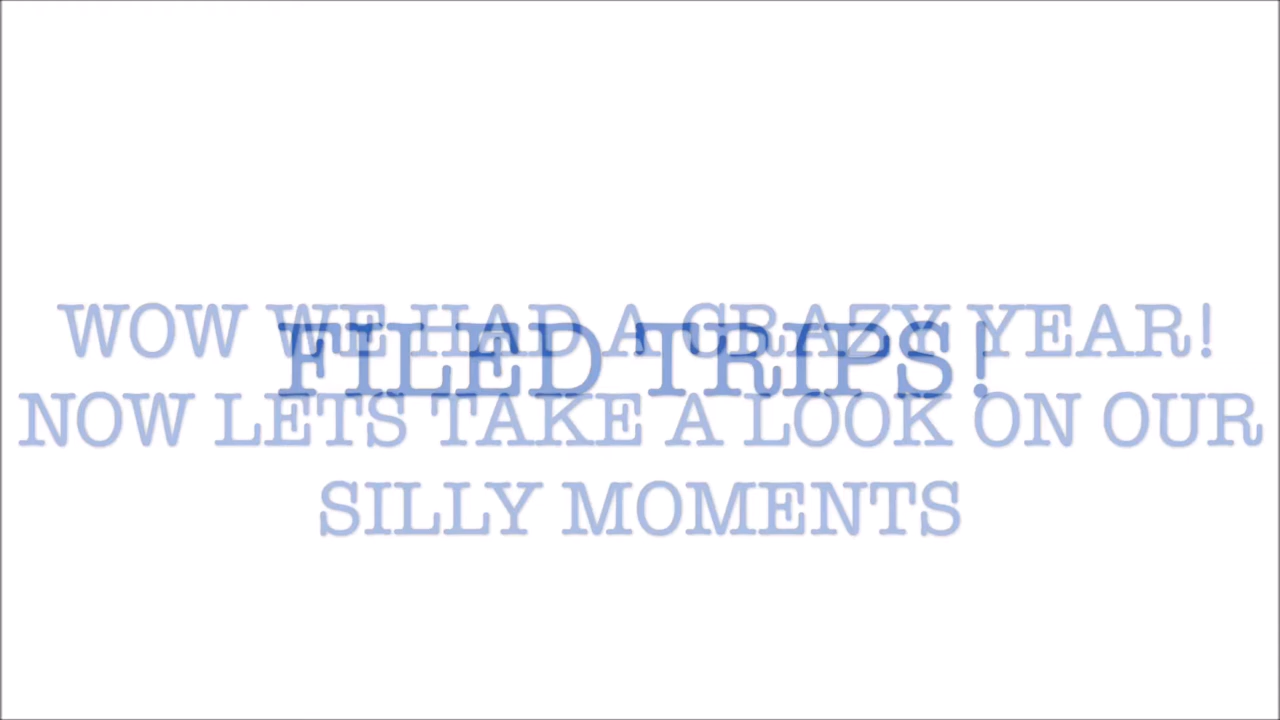 WOW WE HAD A CRAZY YEAR!
FILED TRIPS!
NOW LETS TAKE A LOOK ON OUR
SILLY MOMENTS